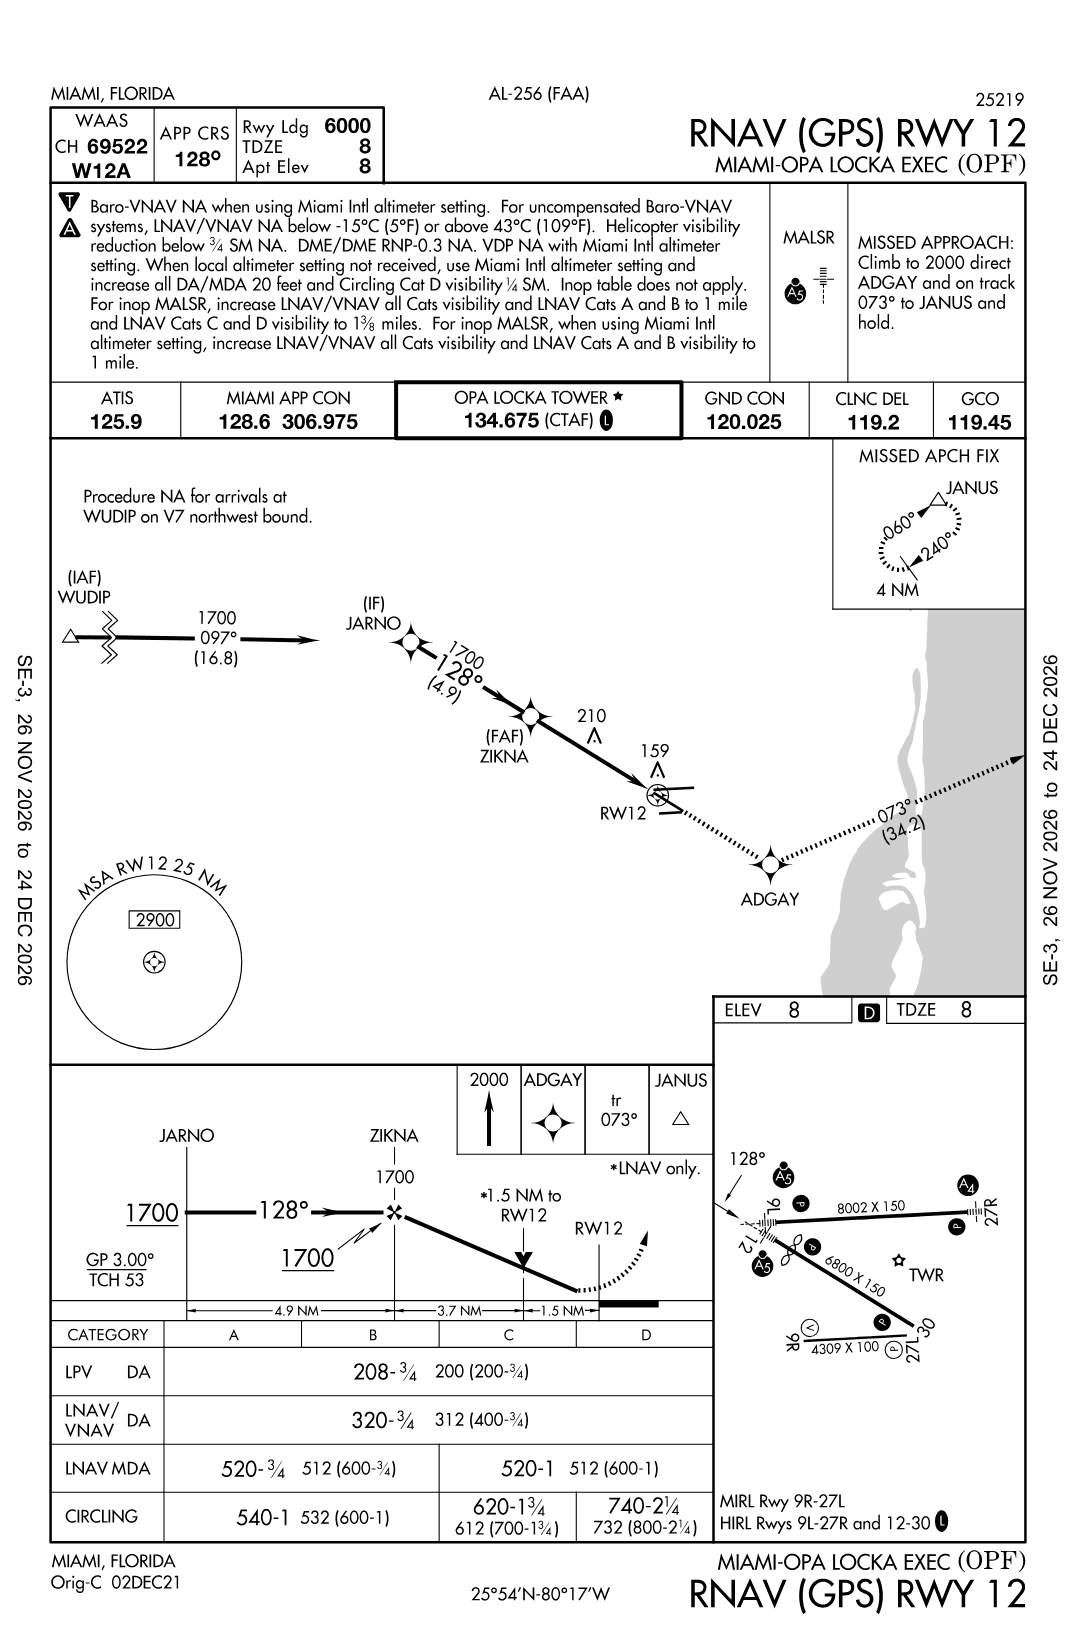 MIAMI, FLORIDA
AL-256 (FAA)
25219
WAAS
CH 69522
W12A
APP CRS
128°
Rwy Ldg 6000
TDZE 8
Apt Elev 8
RNAV (GPS) RWY 12
MIAMI-OPA LOCKA EXEC (OPF)
T
A
Baro-VNAV NA when using Miami Intl altimeter setting. For uncompensated Baro-VNAV
systems, LNAV/VNAV NA below -15°C (5°F) or above 43°C (109°F). Helicopter visibility
reduction below ¾ SM NA. DME/DME RNP-0.3 NA. VDP NA with Miami Intl altimeter
setting. When local altimeter setting not received, use Miami Intl altimeter setting and
increase all DA/MDA 20 feet and Circling Cat D visibility ¼ SM. Inop table does not apply.
For inop MALSR, increase LNAV/VNAV all Cats visibility and LNAV Cats A and B to 1 mile
and LNAV Cats C and D visibility to 1⅜ miles. For inop MALSR, when using Miami Intl
altimeter setting, increase LNAV/VNAV all Cats visibility and LNAV Cats A and B visibility to
1 mile.
MALSR
A5
MISSED APPROACH:
Climb to 2000 direct
ADGAY and on track
073° to JANUS and
hold.
ATIS
125.9
MIAMI APP CON
128.6 306.975
OPA LOCKA TOWER ★
134.675 (CTAF) L
GND CON
120.025
CLNC DEL
119.2
GCO
119.45
MISSED APCH FIX
JANUS
060°
240°
4 NM
Procedure NA for arrivals at
WUDIP on V7 northwest bound.
(IAF)
WUDIP
1700
097°
(16.8)
(IF)
JARNO
1700
128°
(4.9)
(FAF)
ZIKNA
210
159
RW12
ADGAY
073°
(34.2)
MSA RW12 25 NM
2900
SE-3, 26 NOV 2026 to 24 DEC 2026
SE-3, 26 NOV 2026 to 24 DEC 2026
ELEV 8
D
TDZE 8
2000
ADGAY
tr
073°
JANUS
*LNAV only.
JARNO
ZIKNA
1700
1700
128°
1700
*1.5 NM to
RW12
RW12
GP 3.00°
TCH 53
4.9 NM
3.7 NM
1.5 NM
128°
A5
9L
P
8002 X 150
A4
27R
P
12
A5
P
6800 X 150
TWR
P
30
9R
V
4309 X 100
P
27L
CATEGORY A B C D
LPV DA 208-¾ 200 (200-¾)
LNAV/
VNAV DA 320-¾ 312 (400-¾)
LNAV MDA 520-¾ 512 (600-¾) 520-1 512 (600-1)
CIRCLING 540-1 532 (600-1)
620-1¾
612 (700-1¾)
740-2¼
732 (800-2¼)
MIRL Rwy 9R-27L
HIRL Rwys 9L-27R and 12-30 L
MIAMI, FLORIDA
Orig-C 02DEC21
25°54'N-80°17'W
MIAMI-OPA LOCKA EXEC (OPF)
RNAV (GPS) RWY 12